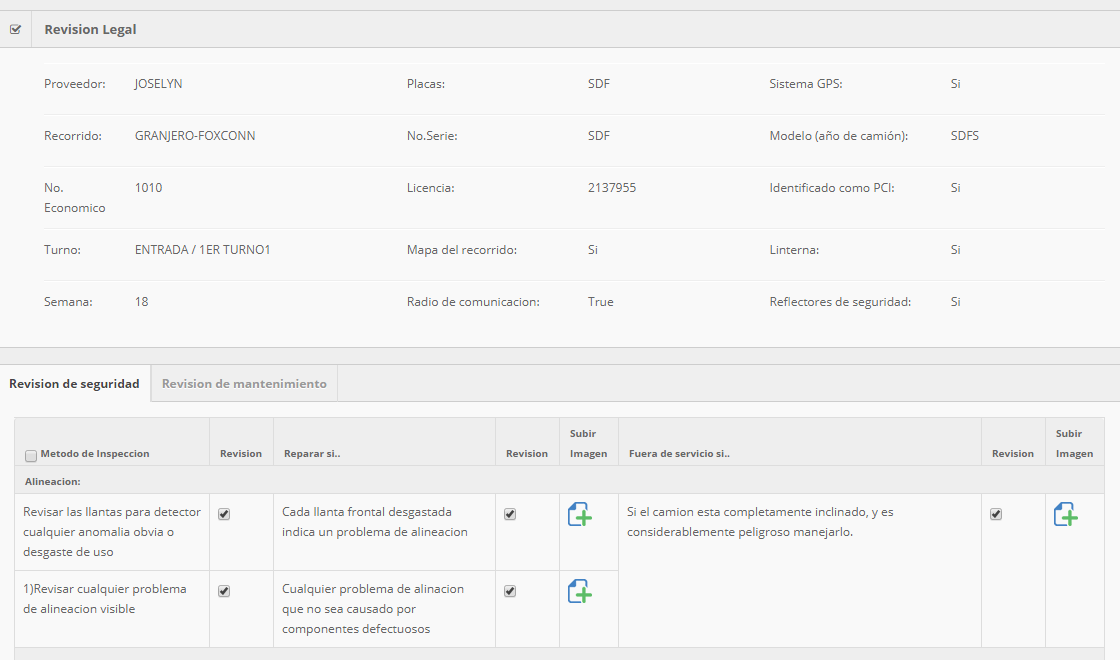 Revision Legal
Proveedor: JOSELYN Placas: SDF Sistema GPS: Si
Recorrido: GRANJERO-FOXCONN No.Serie: SDF Modelo (año de camión): SDFS
No. Economico 1010 Licencia: 2137955 Identificado como PCI: Si
Turno: ENTRADA / 1ER TURNO1 Mapa del recorrido: Si Linterna: Si
Semana: 18 Radio de comunicacion: True Reflectores de seguridad: Si
Revision de seguridad Revision de mantenimiento
Metodo de Inspeccion Revision Reparar si.. Revision Subir Imagen Fuera de servicio si.. Revision Subir Imagen
Alineacion:
Revisar las llantas para detector
cualquier anomalia obvia o
desgaste de uso
Cada llanta frontal desgastada
indica un problema de alineacion
Si el camion esta completamente inclinado, y es
considerablemente peligroso manejarlo.
1)Revisar cualquier problema
de alineacion visible
Cualquier problema de alinacion
que no sea causado por
componentes defectuosos